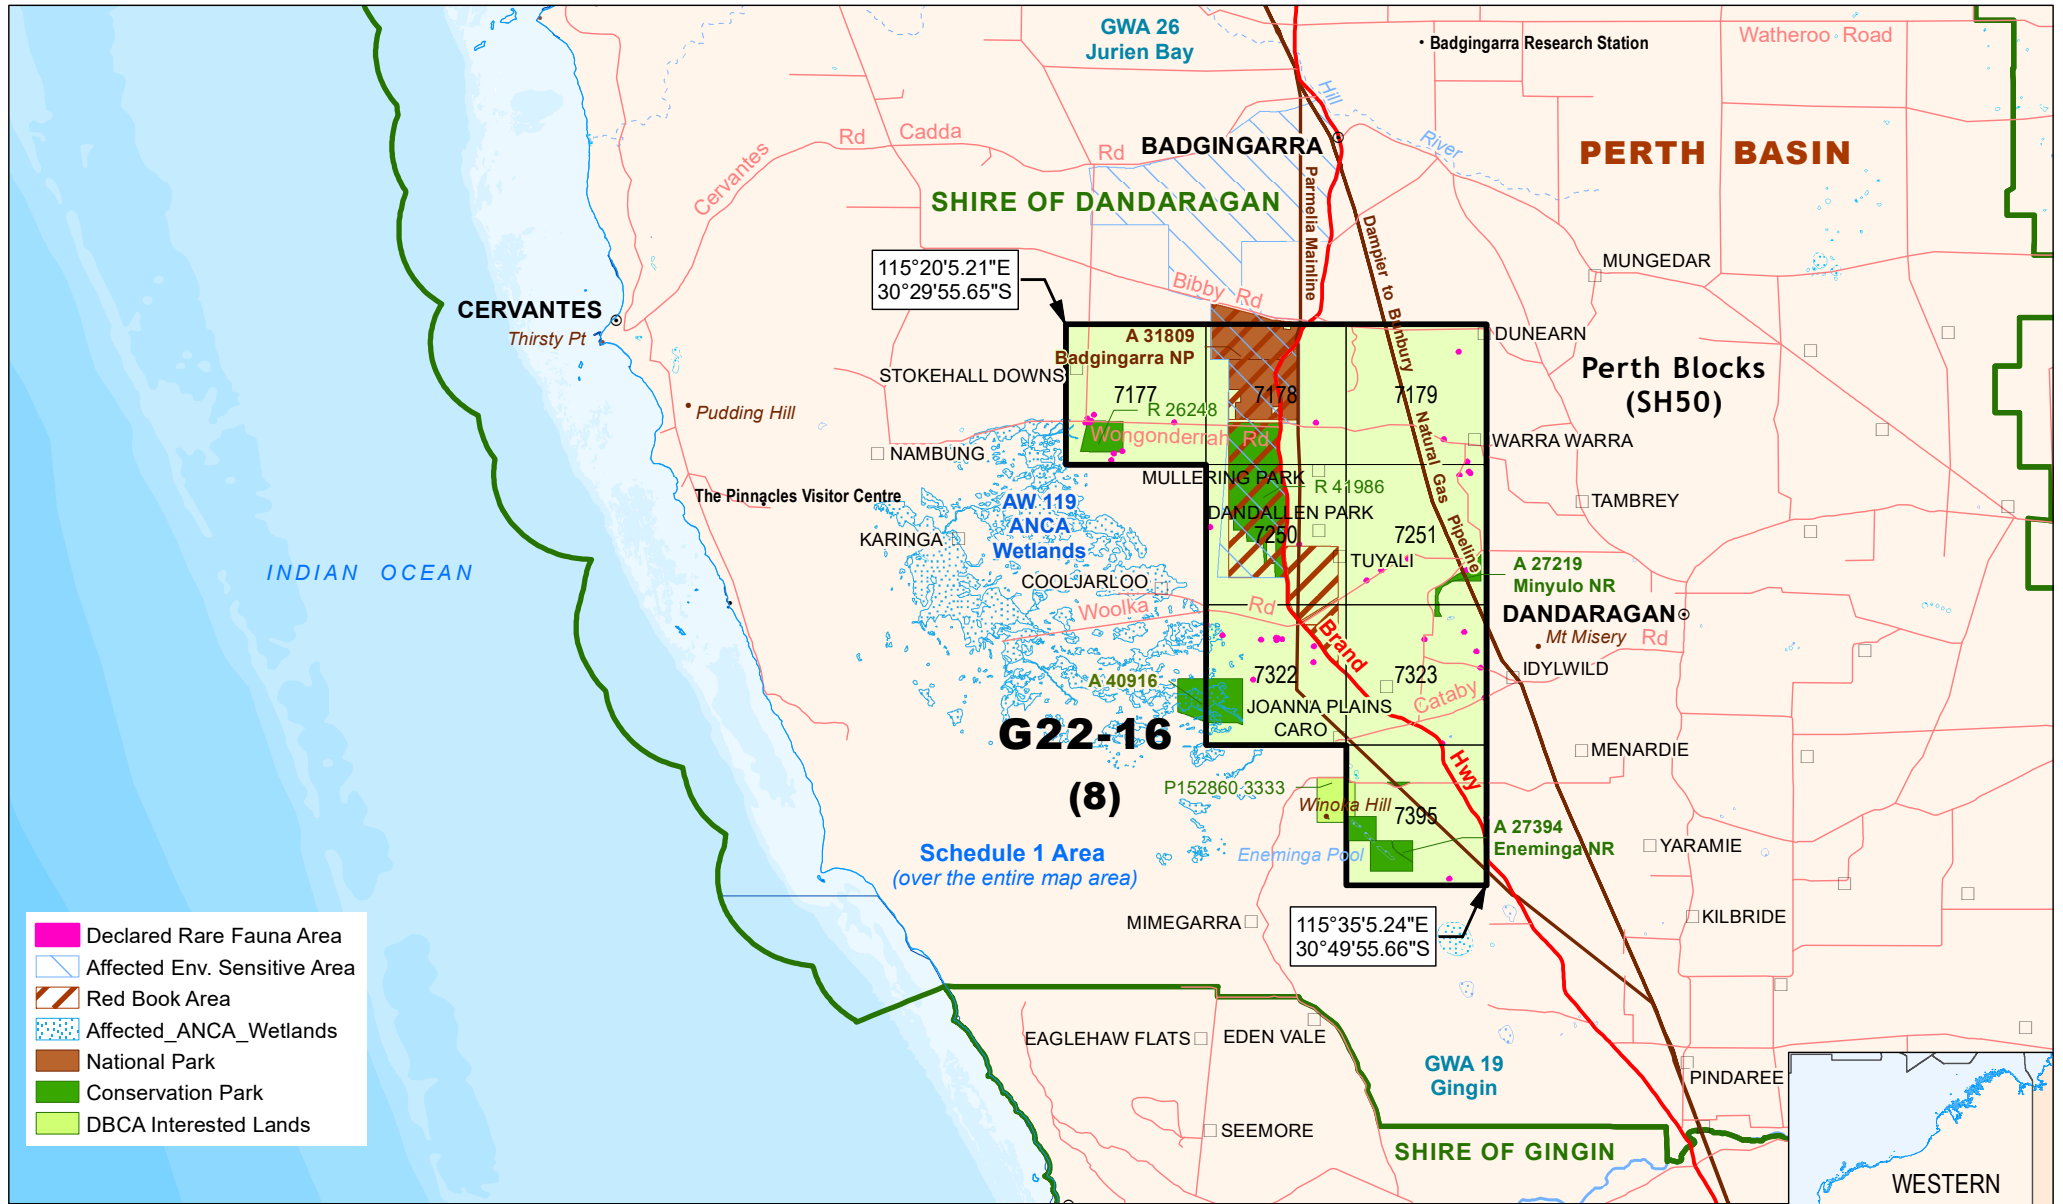 GWA 26
Jurien Bay
Badgingarra Research Station
Watheroo Road
Hill
River
BADGINGARRA
PERTH BASIN
Cervantes
Rd
Cadda
Rd
SHIRE OF DANDARAGAN
Parmelia Mainline
Dampier to Bunbury
Natural Gas Pipeline
115°20'5.21"E
30°29'55.65"S
Bibby Rd
MUNGEDAR
CERVANTES
Thirsty Pt
A 31809
Badgingarra NP
DUNEARN
Perth Blocks
(SH50)
STOKEHALL DOWNS
7177
7178
7179
Pudding Hill
R 26248
Wongonderrah Rd
WARRA WARRA
NAMBUNG
MULLERING PARK
R 41986
The Pinnacles Visitor Centre
AW 119
ANCA
Wetlands
DANDALLEN PARK
TAMBREY
KARINGA
7250
7251
TUYALI
A 27219
Minyulo NR
INDIAN OCEAN
COOLJARLOO
Woolka
Rd
DANDARAGAN
Brand
Mt Misery
Rd
A 40916
7322
7323
IDYLWILD
Cataby
JOANNA PLAINS
CARO
G22-16
(8)
MENARDIE
Hwy
P152860 3333
Winoka Hill
7395
A 27394
Eneminga NR
Schedule 1 Area
(over the entire map area)
Eneminga Pool
YARAMIE
MIMEGARRA
115°35'5.24"E
30°49'55.66"S
KILBRIDE
Declared Rare Fauna Area
Affected Env. Sensitive Area
Red Book Area
Affected_ANCA_Wetlands
National Park
Conservation Park
DBCA Interested Lands
EAGLEHAW FLATS
EDEN VALE
GWA 19
Gingin
PINDAREE
SEEMORE
SHIRE OF GINGIN
WESTERN